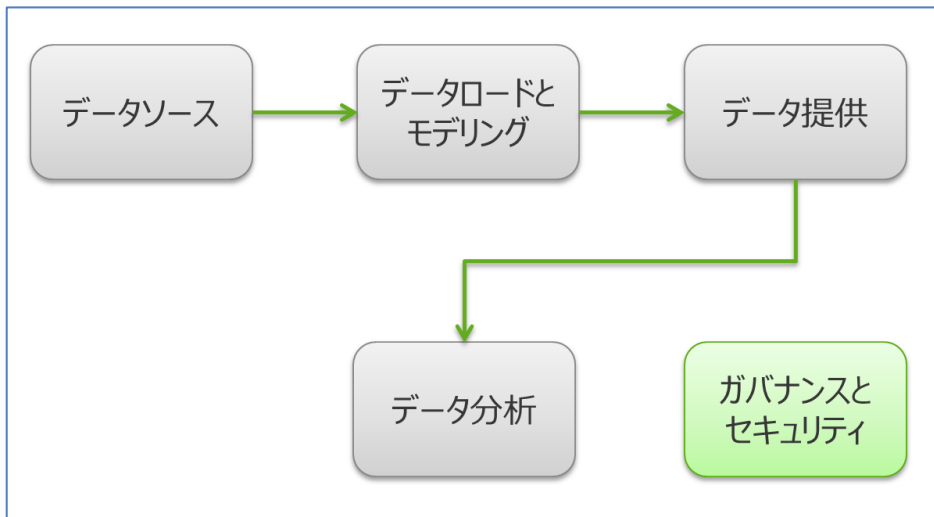 データソース
データロードと
モデリング
データ提供
データ分析
ガバナンスと
セキュリティ